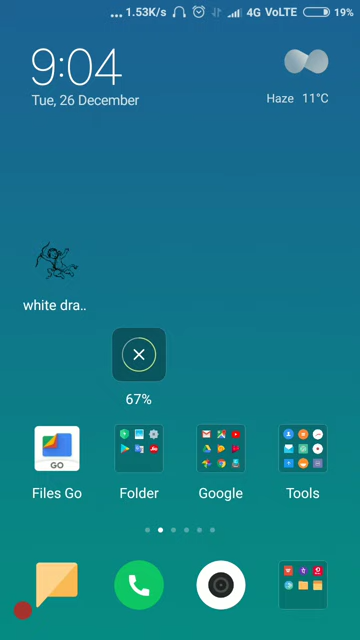 ... 1.53K/s 4G VoLTE 19%
9:04
Tue, 26 December
Haze 11°C
white dra..
67%
GO
Files Go Folder Google Tools